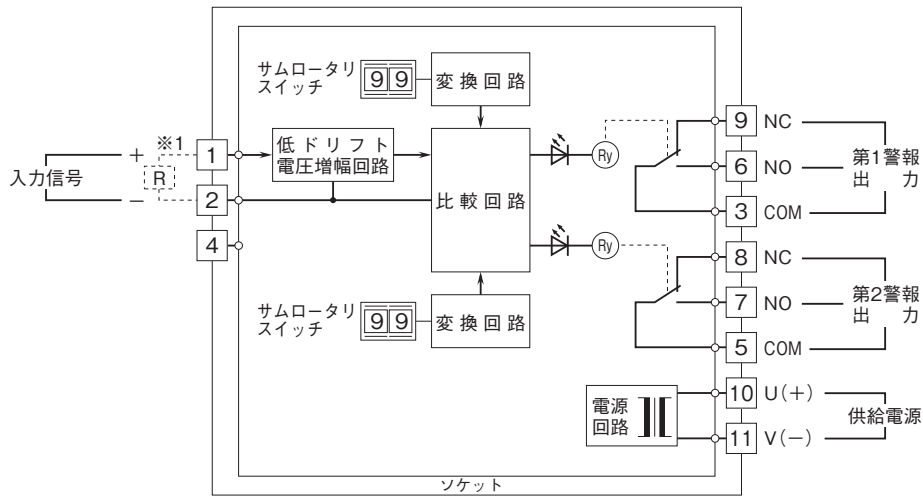 サムロータリ
スイッチ
99
変換回路
入力信号
+
−
※1
R
1
2
4
低ドリフト
電圧増幅回路
比較回路
Ry
Ry
9 NC
6 NO
3 COM
第1警報
出力
8 NC
7 NO
5 COM
第2警報
出力
サムロータリ
スイッチ
99
変換回路
電源
回路
10 U(+)
11 V(−)
供給電源
ソケット